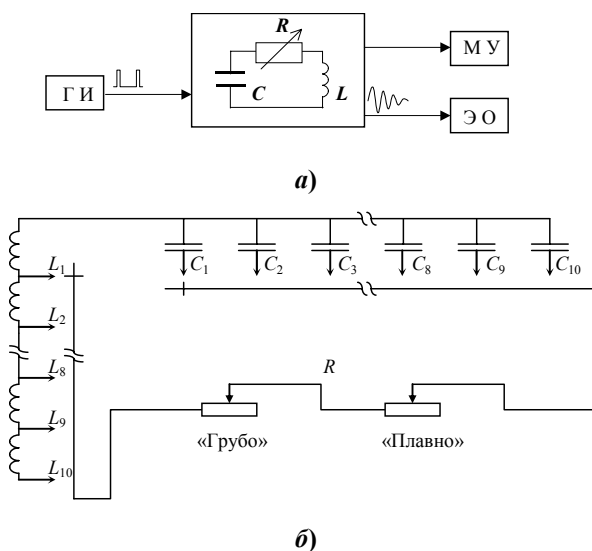 R
М У
Г И
C
L
Э О
а)
L1
C1 C2 C3 C8 C9 C10
L2
L8
R
L9
«Грубо» «Плавно»
L10
б)